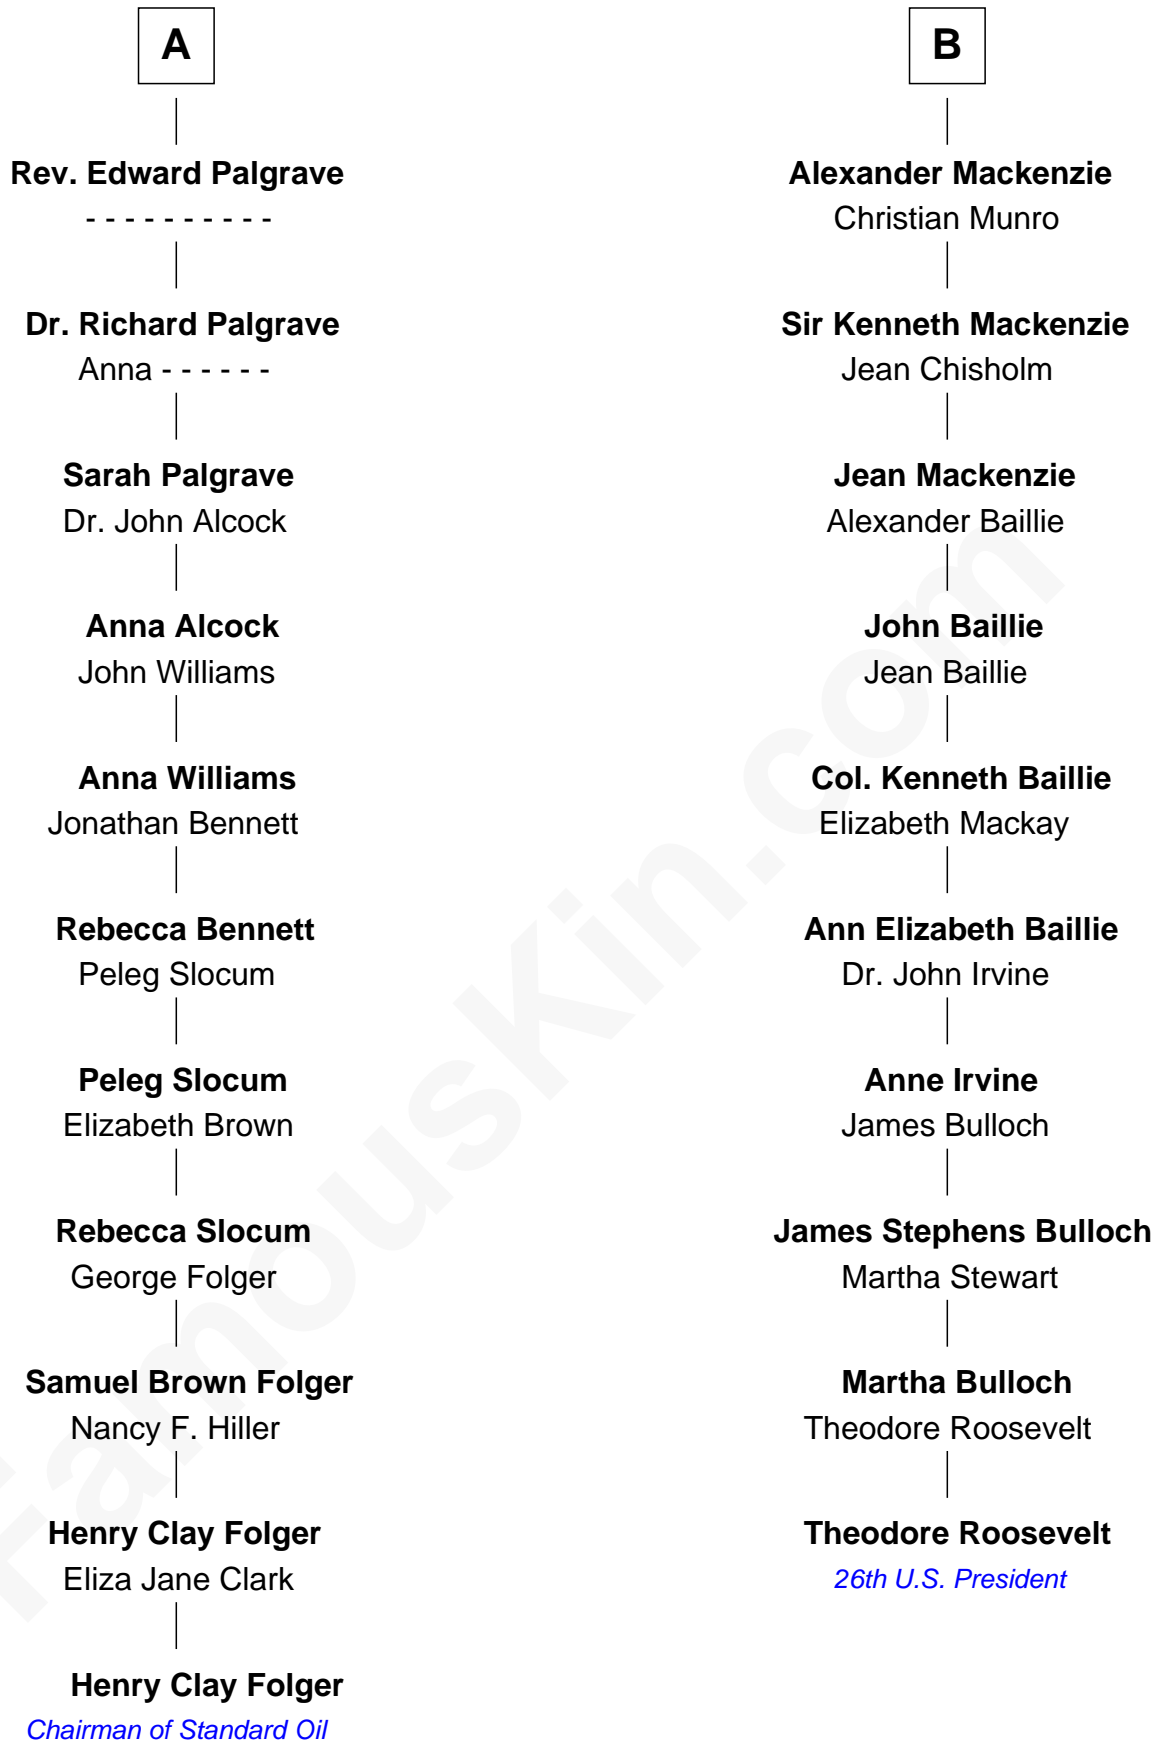 A
Rev. Edward Palgrave
- - - - - - - - - -
Dr. Richard Palgrave
Anna - - - - - -
Sarah Palgrave
Dr. John Alcock
Anna Alcock
John Williams
Anna Williams
Jonathan Bennett
Rebecca Bennett
Peleg Slocum
Peleg Slocum
Elizabeth Brown
Rebecca Slocum
George Folger
Samuel Brown Folger
Nancy F. Hiller
Henry Clay Folger
Eliza Jane Clark
Henry Clay Folger
Chairman of Standard Oil
B
Alexander Mackenzie
Christian Munro
Sir Kenneth Mackenzie
Jean Chisholm
Jean Mackenzie
Alexander Baillie
John Baillie
Jean Baillie
Col. Kenneth Baillie
Elizabeth Mackay
Ann Elizabeth Baillie
Dr. John Irvine
Anne Irvine
James Bulloch
James Stephens Bulloch
Martha Stewart
Martha Bulloch
Theodore Roosevelt
Theodore Roosevelt
26th U.S. President
FamousKin.com